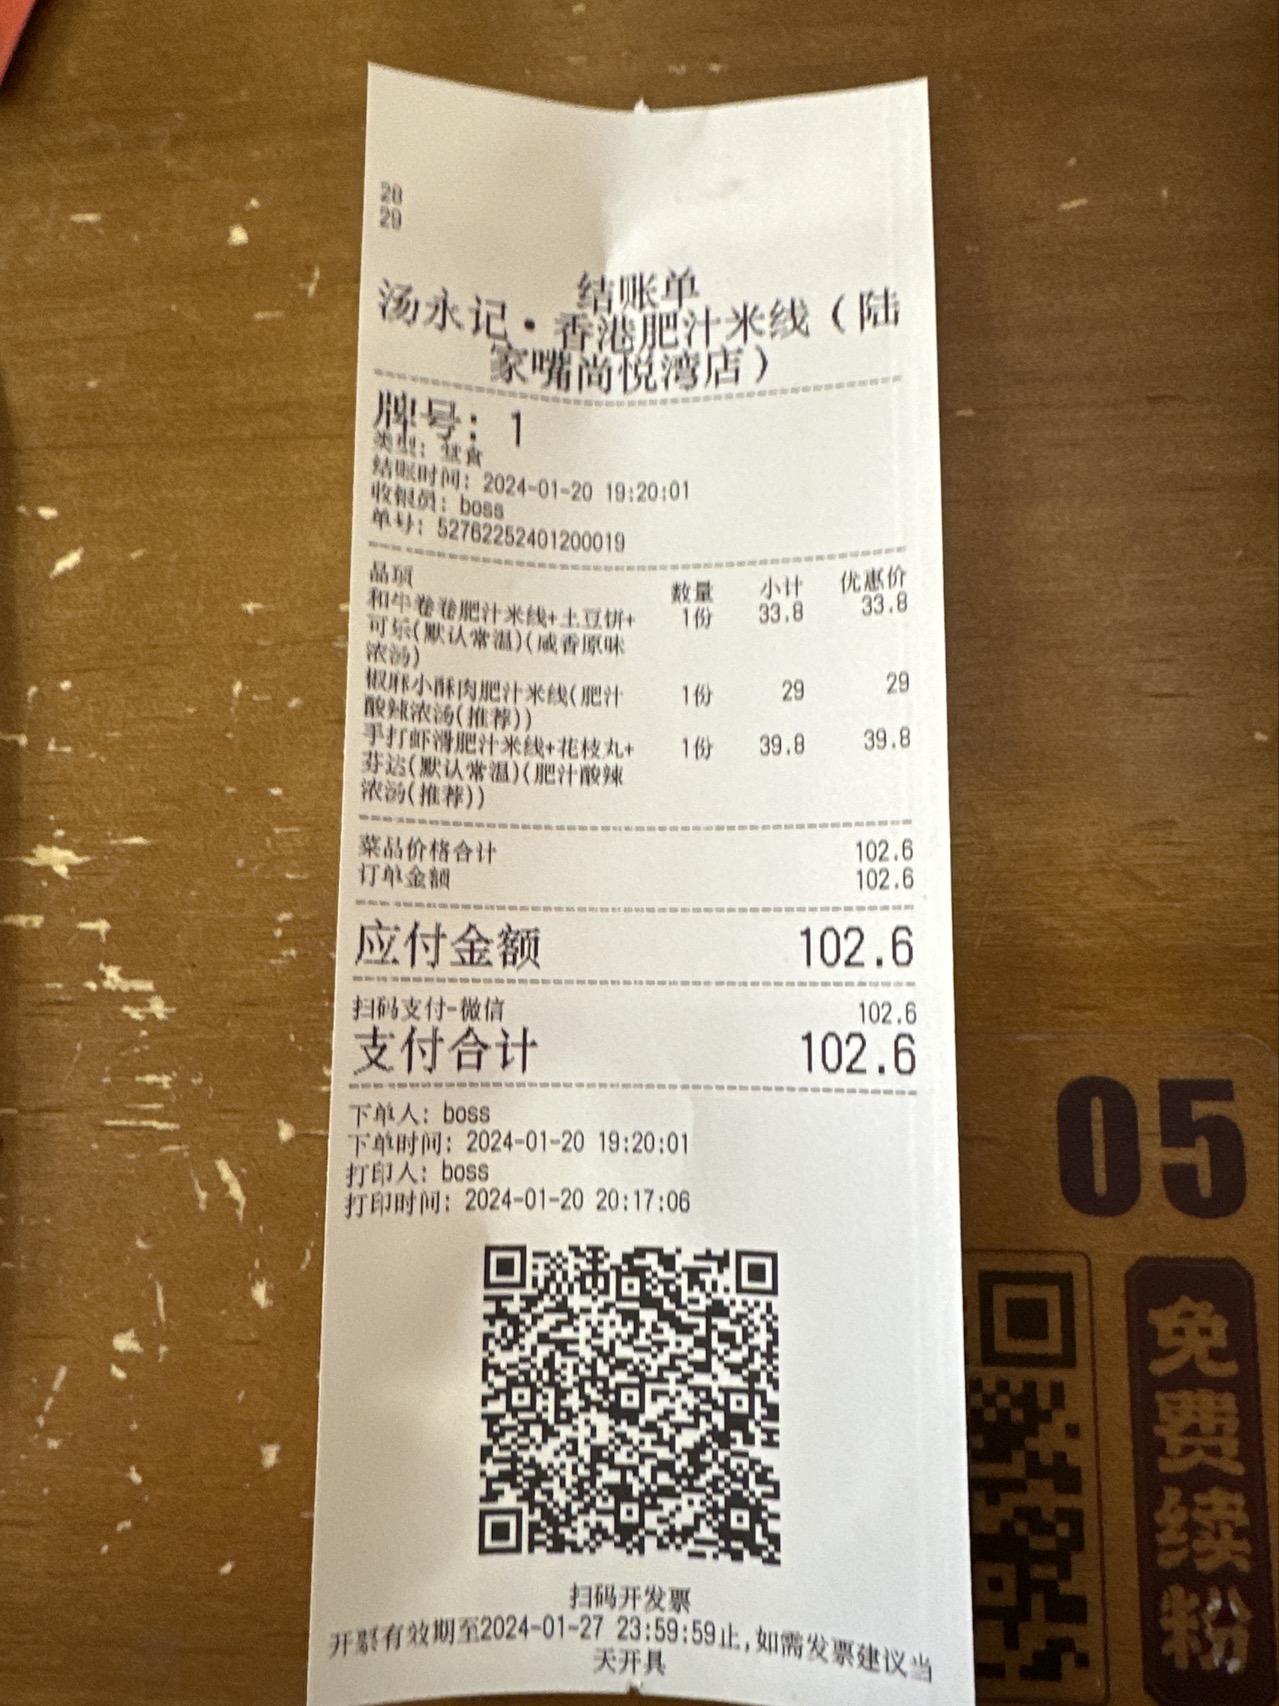 28
29
结账单
汤永记·香港肥汁米线（陆
家嘴尚悦湾店）
牌号：1
类型：堂食
结账时间：2024-01-20 19:20:01
收银员：boss
单号：52762252401200019
品项 数量 小计 优惠价
和牛卷卷肥汁米线+土豆饼+ 1份 33.8 33.8
可乐(默认常温)(咸香原味
浓汤)
椒麻小酥肉肥汁米线(肥汁 1份 29 29
酸辣浓汤(推荐))
手打虾滑肥汁米线+花枝丸+ 1份 39.8 39.8
芬达(默认常温)(肥汁酸辣
浓汤(推荐))
菜品价格合计 102.6
订单金额 102.6
应付金额 102.6
扫码支付-微信 102.6
支付合计 102.6
下单人：boss
下单时间：2024-01-20 19:20:01
打印人：boss
打印时间：2024-01-20 20:17:06
扫码开发票
开票有效期至2024-01-27 23:59:59止,如需发票建议当
天开具
05
免费续粉